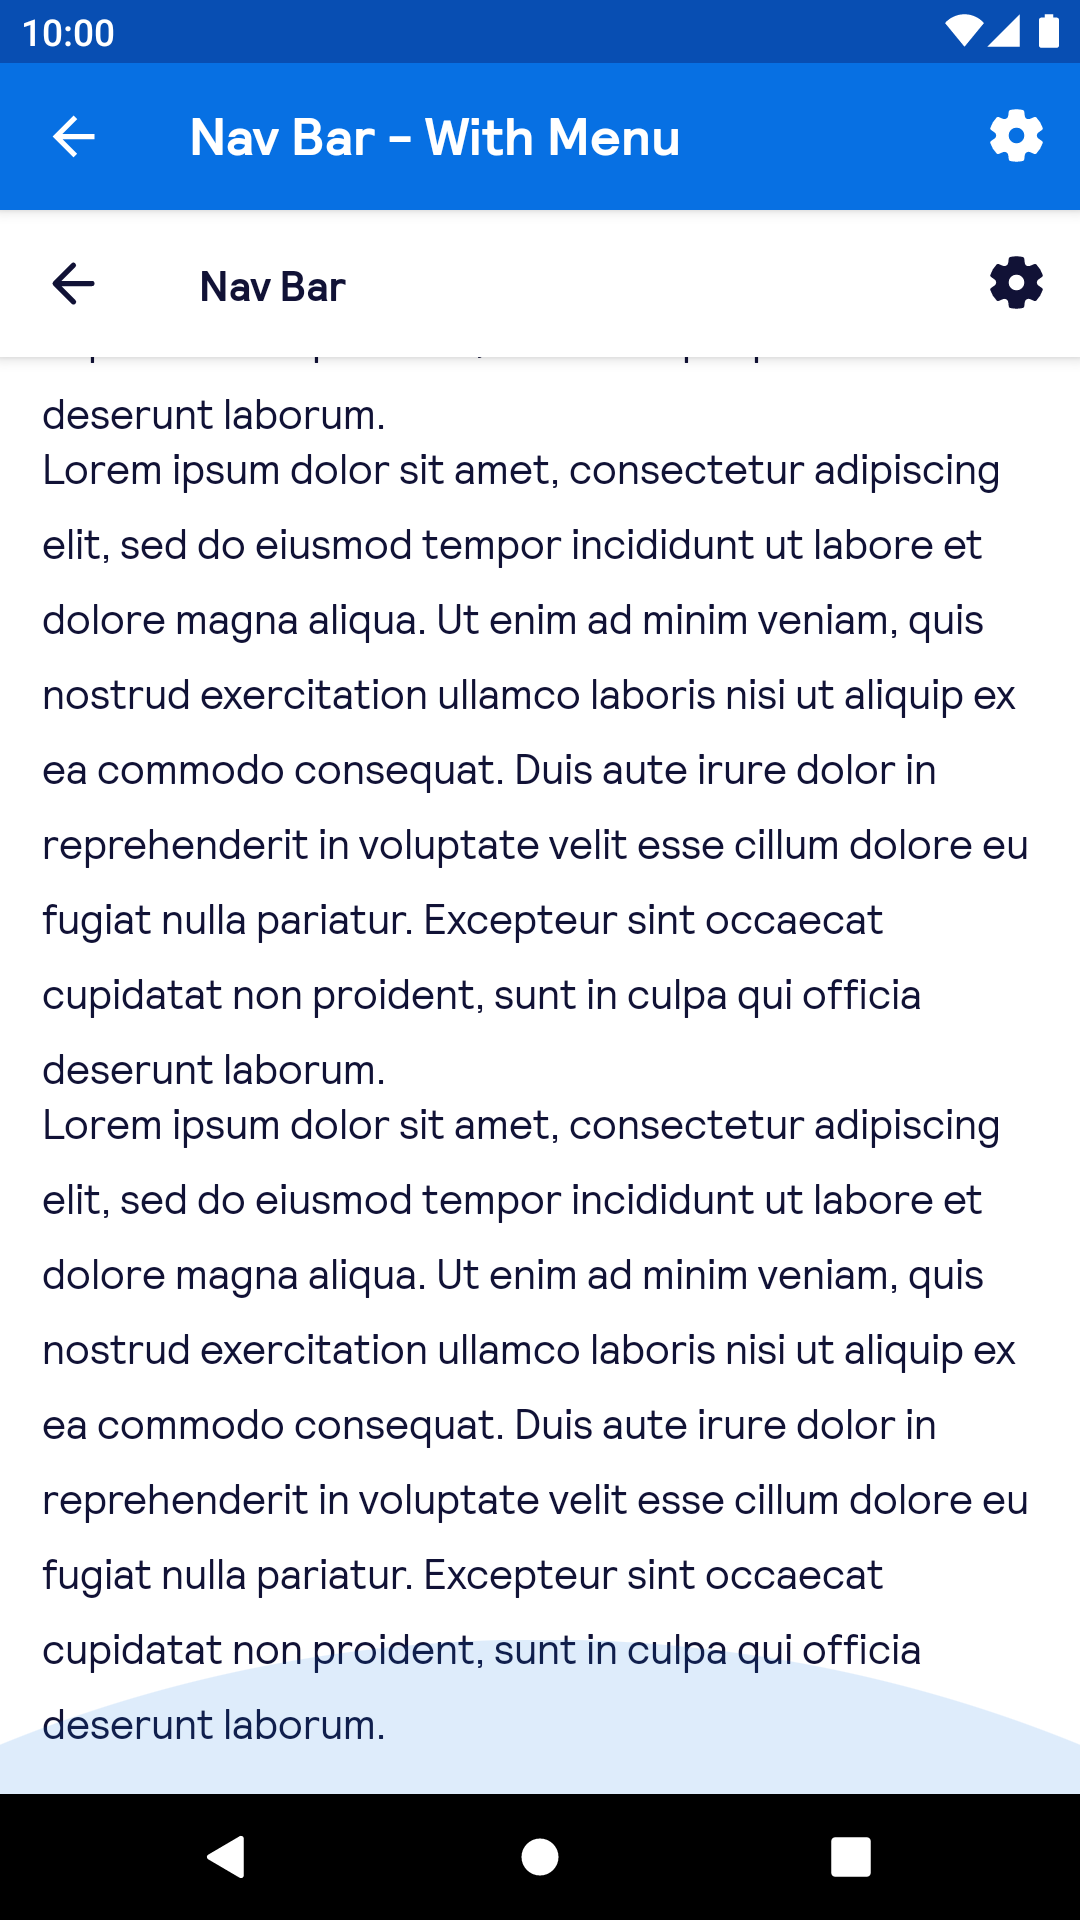 10:00
Nav Bar - With Menu
Nav Bar
deserunt laborum.
Lorem ipsum dolor sit amet, consectetur adipiscing
elit, sed do eiusmod tempor incididunt ut labore et
dolore magna aliqua. Ut enim ad minim veniam, quis
nostrud exercitation ullamco laboris nisi ut aliquip ex
ea commodo consequat. Duis aute irure dolor in
reprehenderit in voluptate velit esse cillum dolore eu
fugiat nulla pariatur. Excepteur sint occaecat
cupidatat non proident, sunt in culpa qui officia
deserunt laborum.
Lorem ipsum dolor sit amet, consectetur adipiscing
elit, sed do eiusmod tempor incididunt ut labore et
dolore magna aliqua. Ut enim ad minim veniam, quis
nostrud exercitation ullamco laboris nisi ut aliquip ex
ea commodo consequat. Duis aute irure dolor in
reprehenderit in voluptate velit esse cillum dolore eu
fugiat nulla pariatur. Excepteur sint occaecat
cupidatat non proident, sunt in culpa qui officia
deserunt laborum.